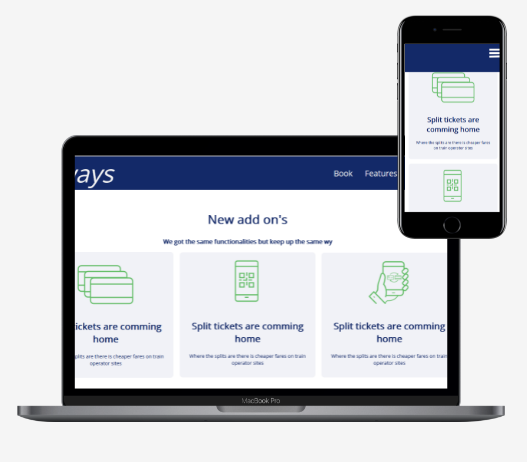 Split tickets are
comming home
Where the splits are there is cheaper fares
on train operator sites
ways
Book Features
New add on's
We got the same functionalities but keep up the same wy
ickets are comming
home
plits are there is cheaper fares on train
operator sites
Split tickets are comming
home
Where the splits are there is cheaper fares on train
operator sites
Split tickets are comming
home
Where the splits are there is cheaper fares on train
operator sites
MacBook Pro